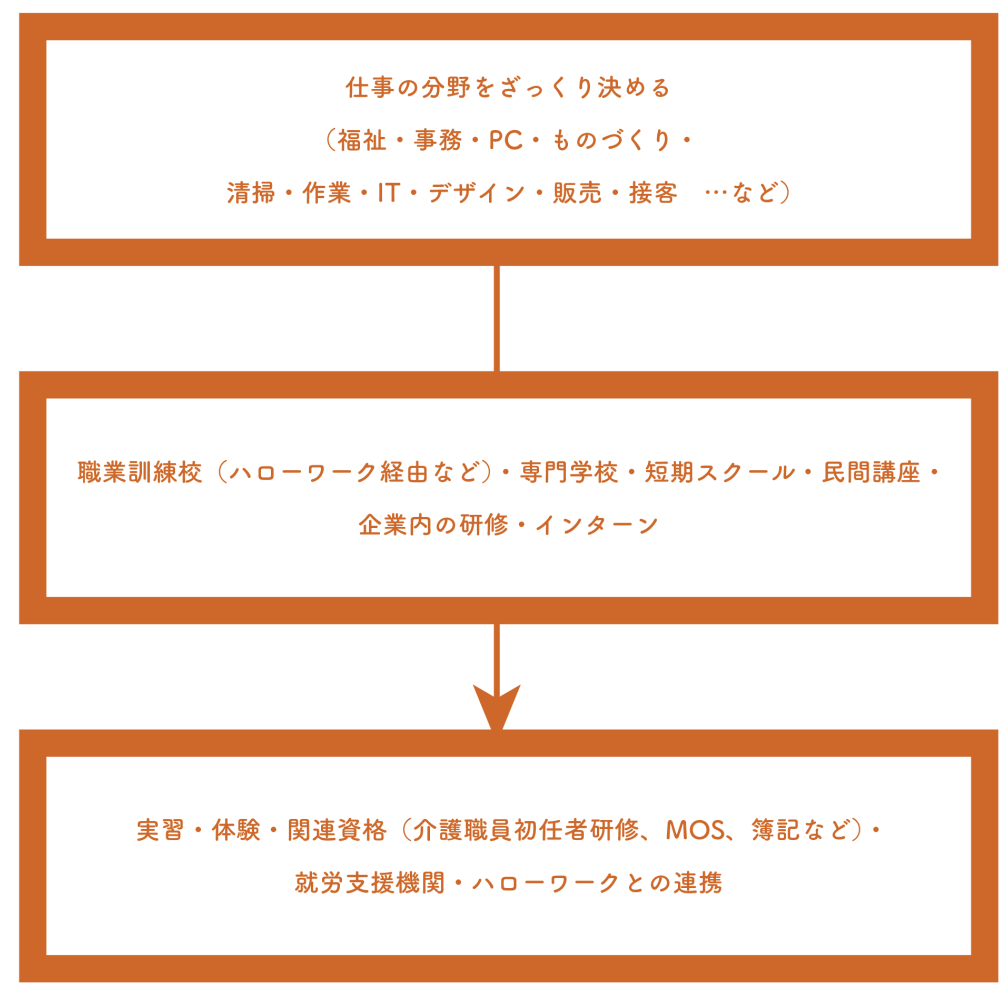 仕事の分野をざっくり決める
（福祉・事務・PC・ものづくり・
清掃・作業・IT・デザイン・販売・接客　…など）
職業訓練校（ハローワーク経由など）・専門学校・短期スクール・民間講座・
企業内の研修・インターン
実習・体験・関連資格（介護職員初任者研修、MOS、簿記など）・
就労支援機関・ハローワークとの連携